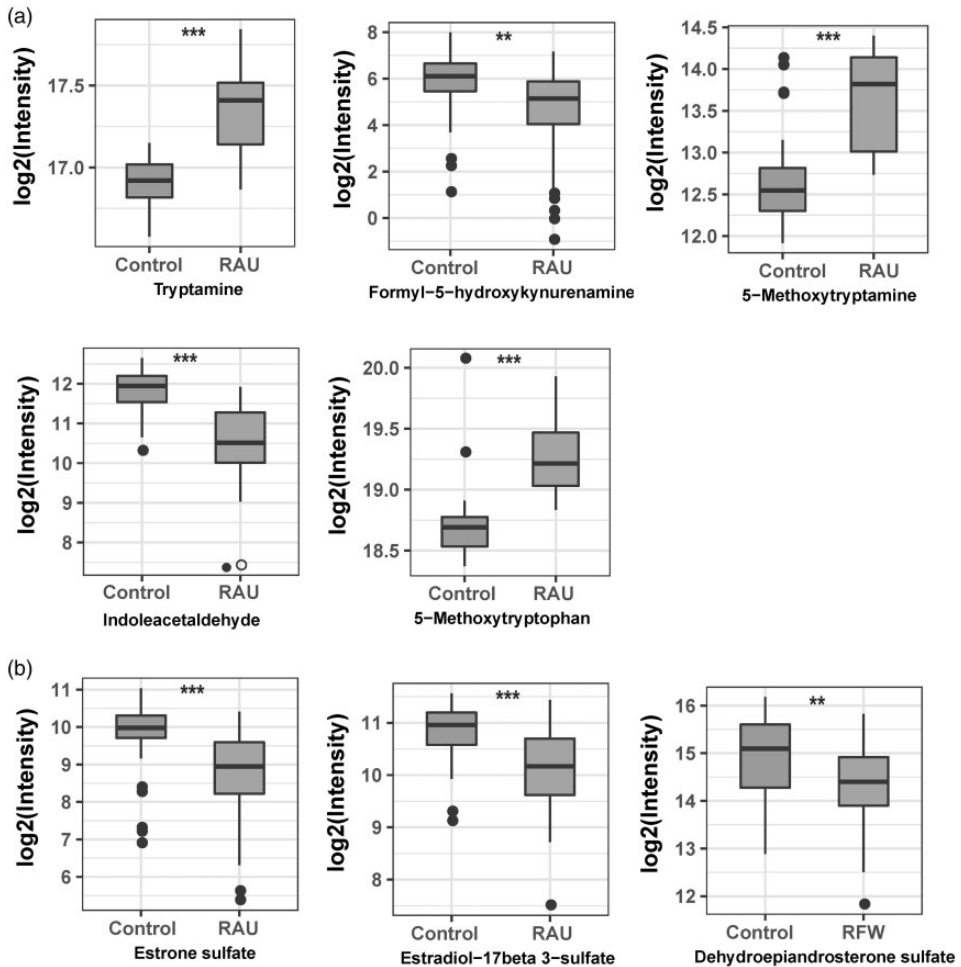 (a)
*** ** ***
17.5
17.0
log2(Intensity)
Control RAU
Tryptamine
8
6
4
2
0
log2(Intensity)
Control RAU
Formyl−5−hydroxykynurenamine
14.0
13.5
13.0
12.5
12.0
log2(Intensity)
Control RAU
5−Methoxytryptamine
***
12
11
10
9
8
log2(Intensity)
Control RAU
Indoleacetaldehyde
***
20.0
19.5
19.0
18.5
log2(Intensity)
Control RAU
5−Methoxytryptophan
(b)
***
11
10
9
8
7
6
log2(Intensity)
Control RAU
Estrone sulfate
***
11
10
9
8
log2(Intensity)
Control RAU
Estradiol−17beta 3−sulfate
**
16
15
14
13
12
log2(Intensity)
Control RFW
Dehydroepiandrosterone sulfate